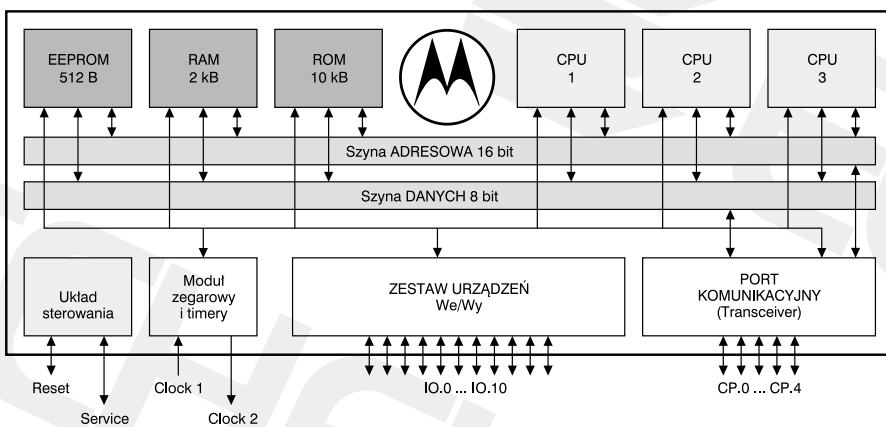 EEPROM
512 B
RAM
2 kB
ROM
10 kB
CPU
1
CPU
2
CPU
3
Szyna ADRESOWA 16 bit
Szyna DANYCH 8 bit
Układ
sterowania
Moduł
zegarowy
i timery
ZESTAW URZĄDZEŃ
We/Wy
PORT
KOMUNIKACYJNY
(Transceiver)
Reset
Service
Clock 1
Clock 2
IO.0 ... IO.10
CP.0 ... CP.4